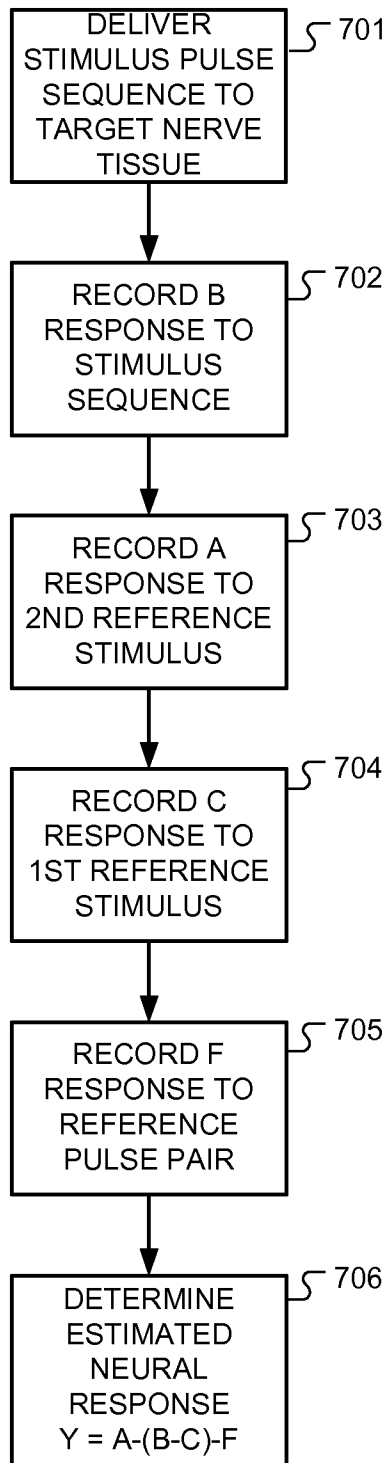 DELIVER
STIMULUS PULSE
SEQUENCE TO
TARGET NERVE
TISSUE
701
RECORD B
RESPONSE TO
STIMULUS
SEQUENCE
702
RECORD A
RESPONSE TO
2ND REFERENCE
STIMULUS
703
RECORD C
RESPONSE TO
1ST REFERENCE
STIMULUS
704
RECORD F
RESPONSE TO
REFERENCE
PULSE PAIR
705
DETERMINE
ESTIMATED
NEURAL
RESPONSE
Y = A-(B-C)-F
706